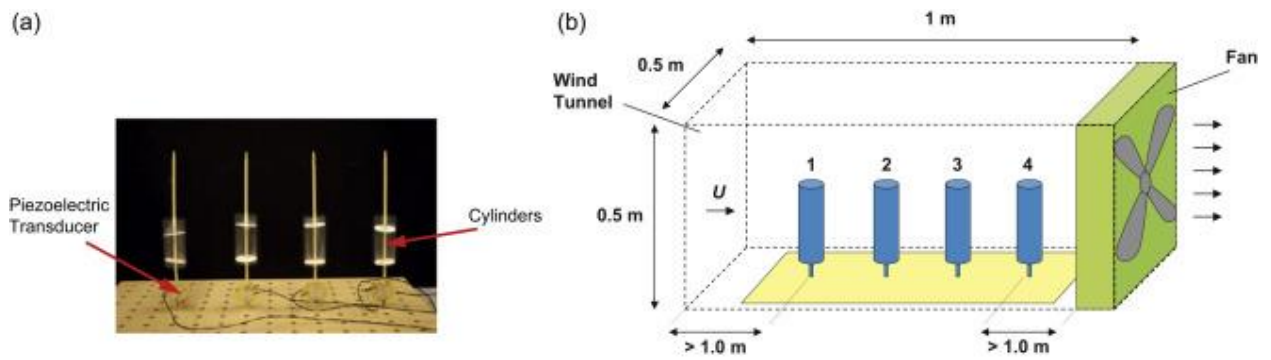 (a)
Piezoelectric
Transducer
Cylinders
(b)
1 m
0.5 m
Wind
Tunnel
Fan
1
2
3
4
U
0.5 m
> 1.0 m
> 1.0 m